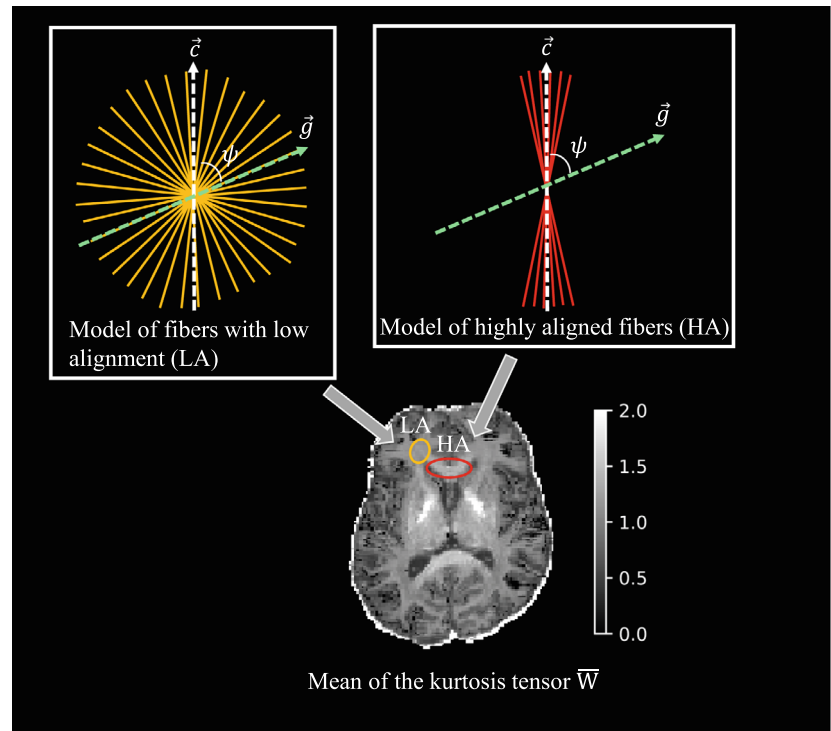 c⃗
g⃗
ψ
Model of fibers with low
alignment (LA)
c⃗
g⃗
ψ
Model of highly aligned fibers (HA)
LA
HA
2.0
1.5
1.0
0.5
0.0
Mean of the kurtosis tensor W̅